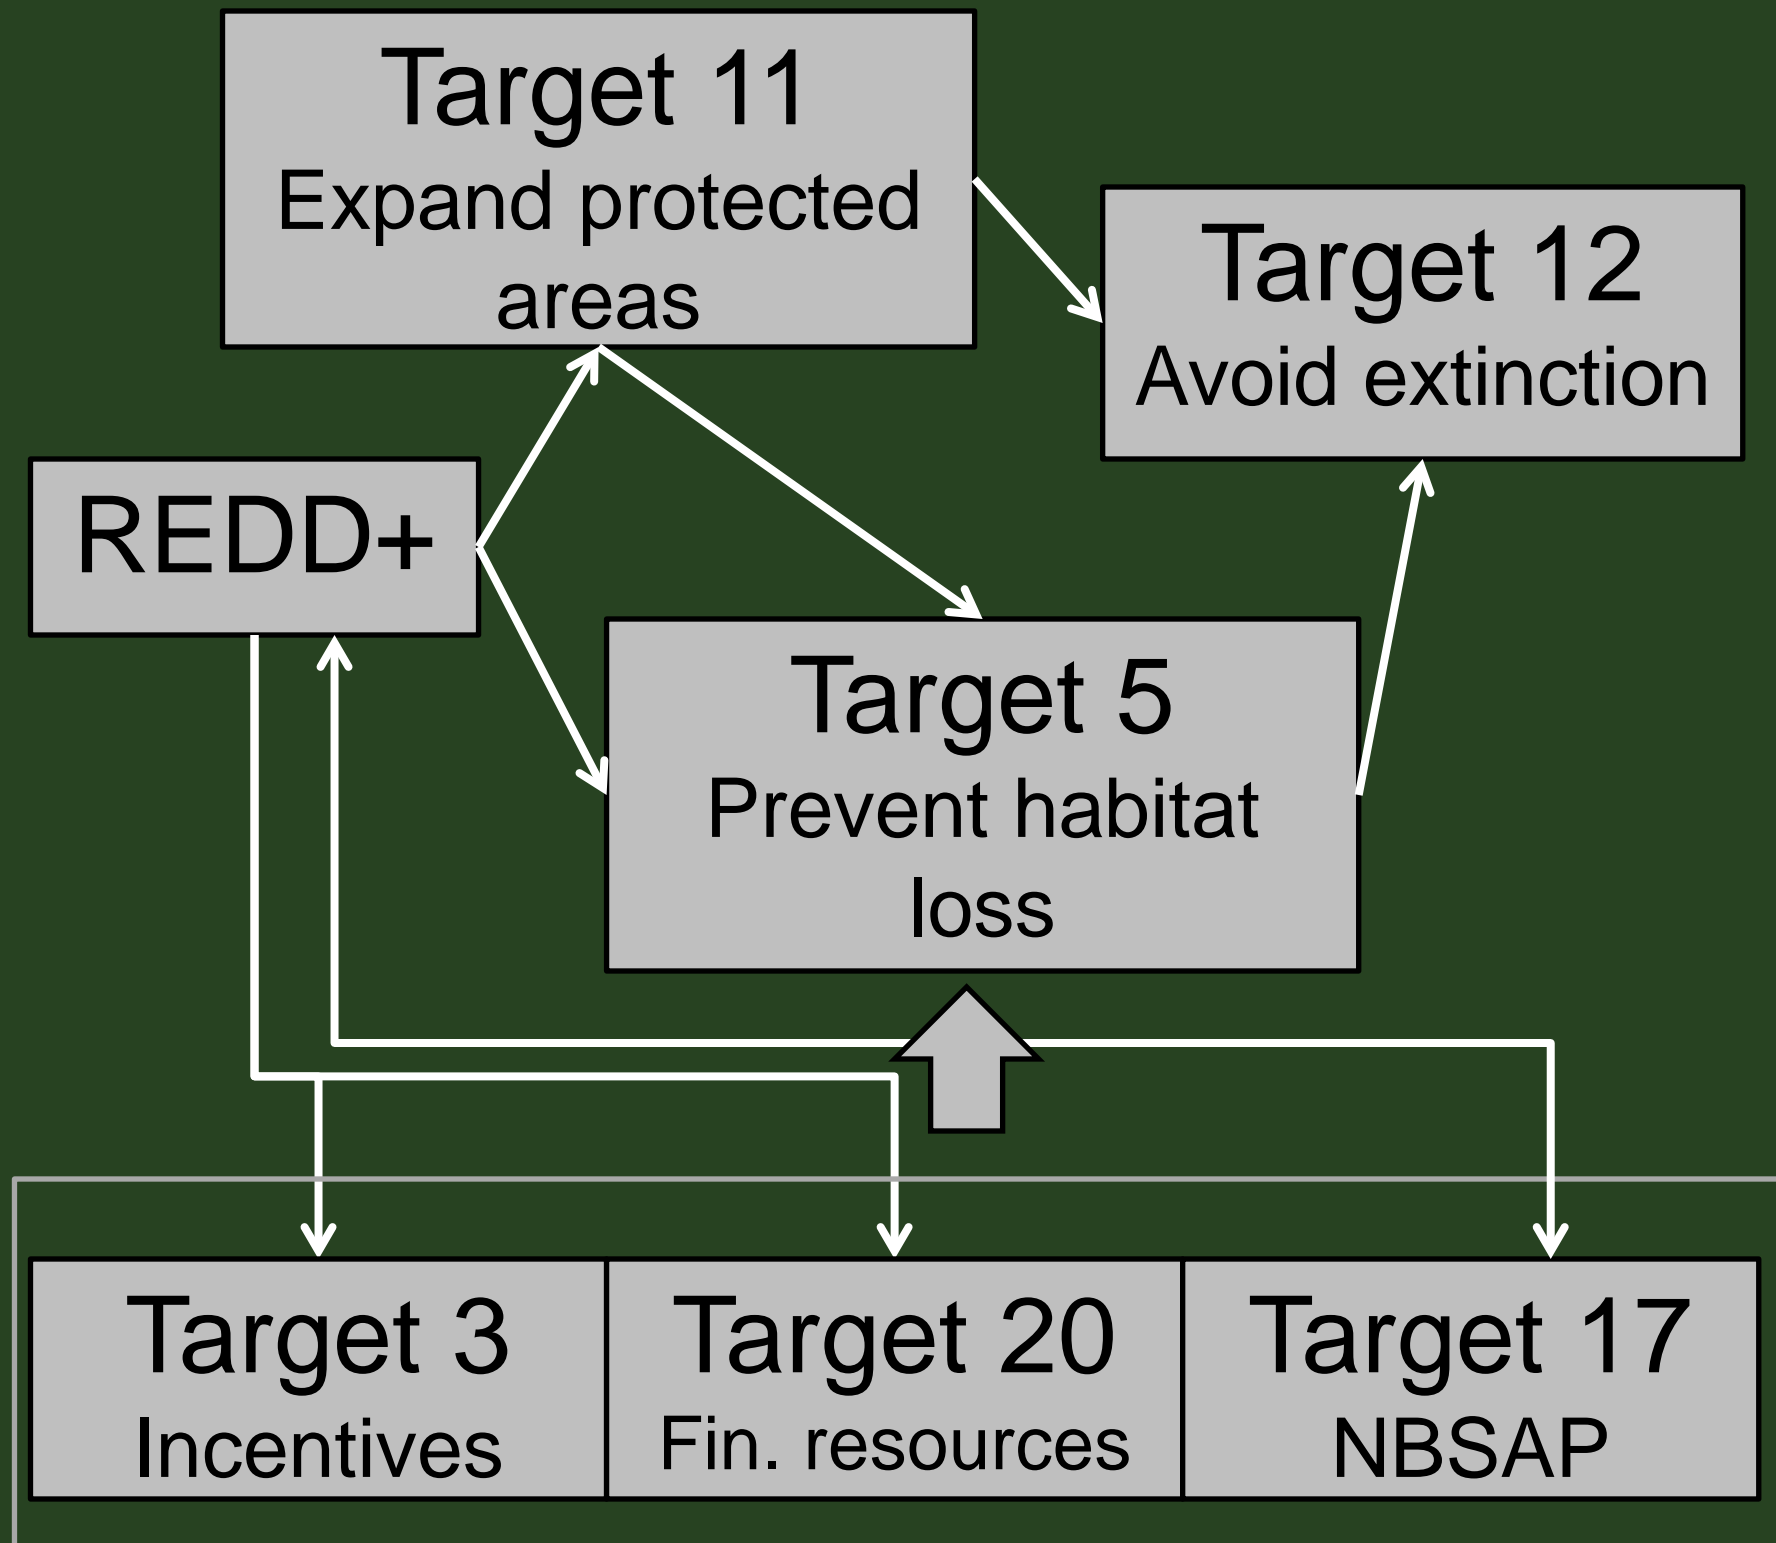 Target 11
Expand protected
areas
Target 12
Avoid extinction
REDD+
Target 5
Prevent habitat
loss
Target 3
Incentives
Target 20
Fin. resources
Target 17
NBSAP